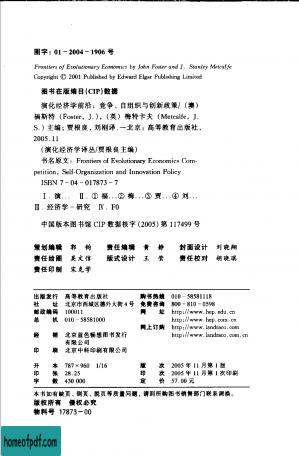 图字：01-2004-1906 号
Frontiers of Evolutionary Economics by John Foster and J. Stanley Metcalfe
Copyright © 2001 Published by Edward Elgar Publishing Limited
图书在版编目(CIP)数据
演化经济学前沿：竞争、自组织与创新政策/（澳）
福斯特（Foster, J.），（英）梅特卡夫（Metcalfe, J.
S.）主编；贾根良，刘刚译. —北京：高等教育出版社，
2005.11
（演化经济学译丛/贾根良主编）
书名原文：Frontiers of Evolutionary Economics Com-
petition, Self-Organization and Innovation Policy
ISBN 7-04-017873-7
Ⅰ. 演… Ⅱ. ①福…②梅…③贾…④刘…
Ⅲ. 经济学-研究 Ⅳ. F0
中国版本图书馆 CIP 数据核字（2005）第 117499 号
策划编辑 郭 钧 责任编辑 黄 静 封面设计 刘晓翔
责任绘图 吴文信 版式设计 王 莹 责任校对 胡晓琪
责任印制 宋克学
出版发行 高等教育出版社 购书热线 010-58581118
社 址 北京市西城区德外大街 4 号 免费咨询 800-810-0598
邮政编码 100011 网 址 http://www.hep.edu.cn
总 机 010-58581000 http://www.hep.com.cn
网上订购 http://www.landraco.com
经 销 北京蓝色畅想图书发行 http://www.landraco.com.cn
有限公司
印 刷 北京中科印刷有限公司
开 本 787×960 1/16 版 次 2005 年 11 月第 1 版
印 张 28.25 印 次 2005 年 11 月第 1 次印刷
字 数 430 000 定 价 57.00 元
本书如有缺页、倒页、脱页等质量问题，请到所购图书销售部门联系调换。
版权所有 侵权必究
物料号 17873-00
homeofpdf.com